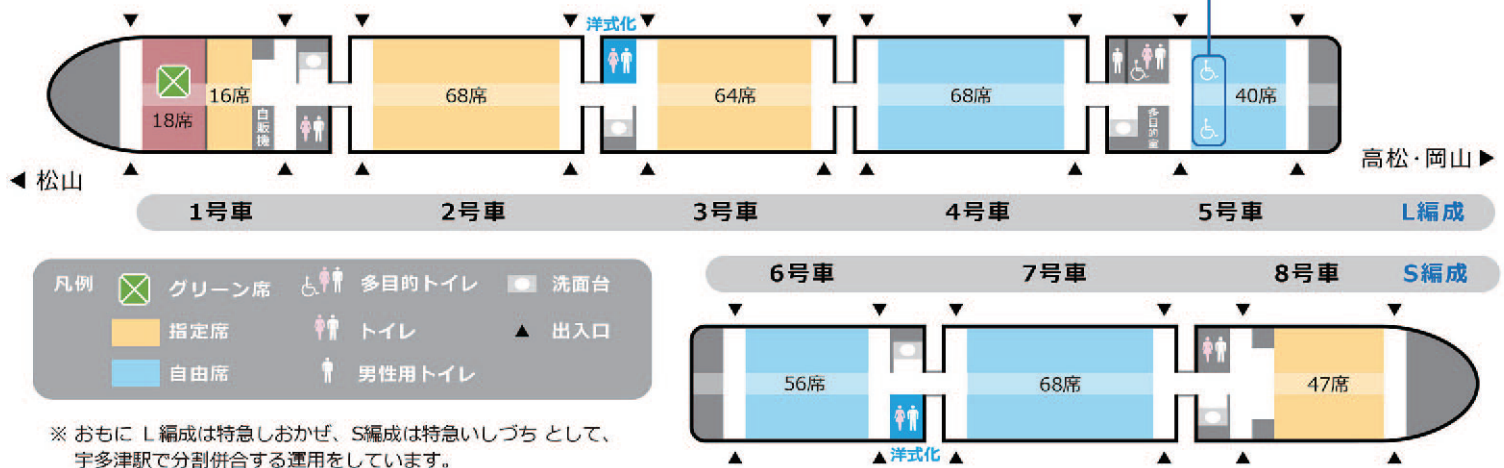 洋式化
18席
16席
自販機
68席
64席
68席
多目的室
40席
◀ 松山
高松・岡山 ▶
1号車
2号車
3号車
4号車
5号車
L編成
6号車
7号車
8号車
S編成
凡例
グリーン席
多目的トイレ
洗面台
指定席
トイレ
▲ 出入口
自由席
男性用トイレ
56席
68席
47席
洋式化
※ おもに L編成は特急しおかぜ、S編成は特急いしづち として、
宇多津駅で分割併合する運用をしています。